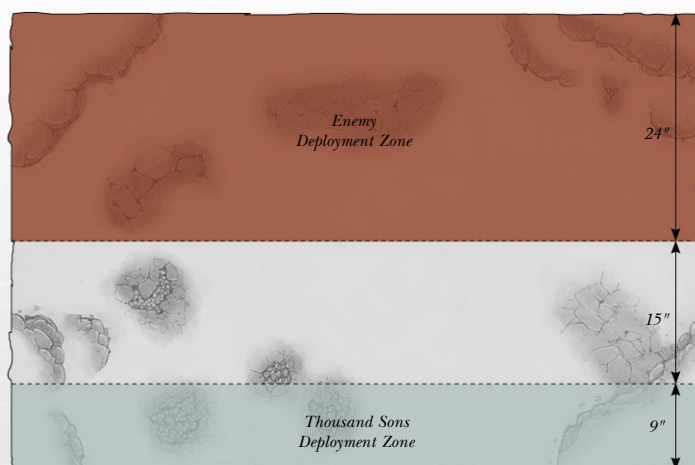 Enemy
Deployment Zone
24"
15"
Thousand Sons
Deployment Zone
9"